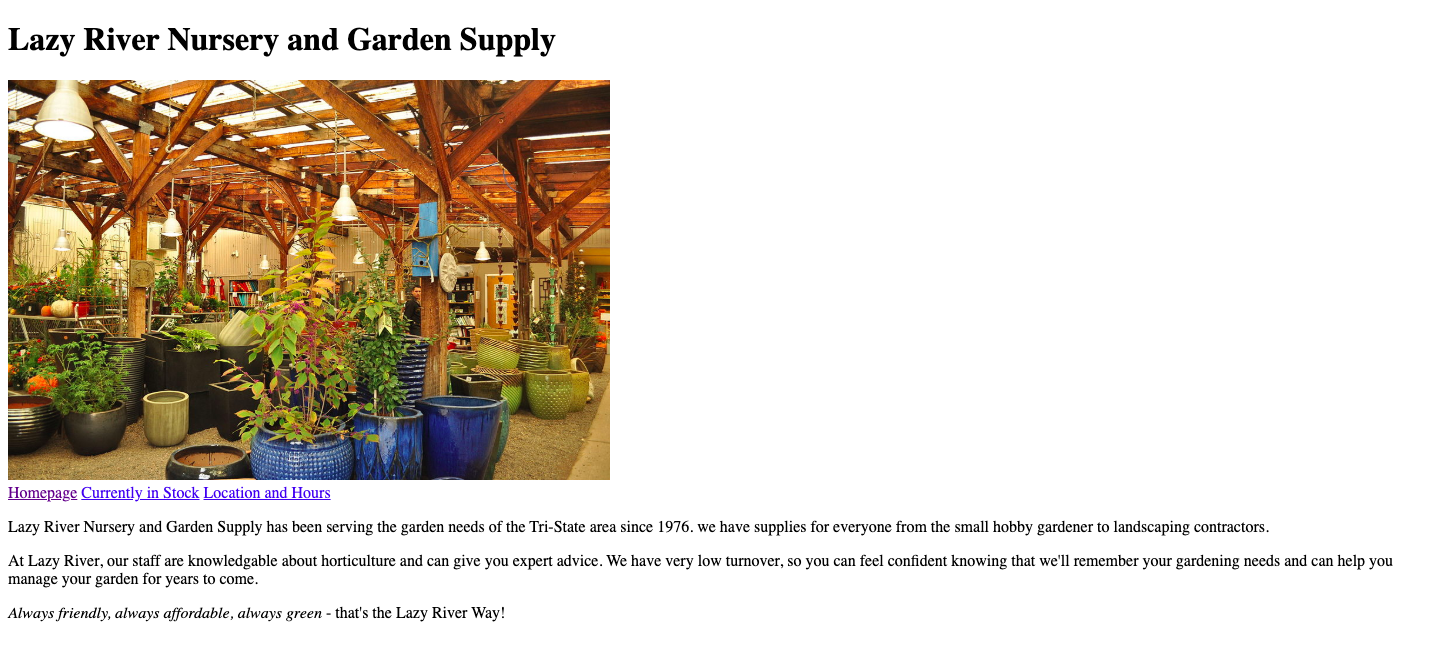 Lazy River Nursery and Garden Supply
Homepage Currently in Stock Location and Hours
Lazy River Nursery and Garden Supply has been serving the garden needs of the Tri-State area since 1976. we have supplies for everyone from the small hobby gardener to landscaping contractors.
At Lazy River, our staff are knowledgable about horticulture and can give you expert advice. We have very low turnover, so you can feel confident knowing that we'll remember your gardening needs and can help you
manage your garden for years to come.
Always friendly, always affordable, always green - that's the Lazy River Way!